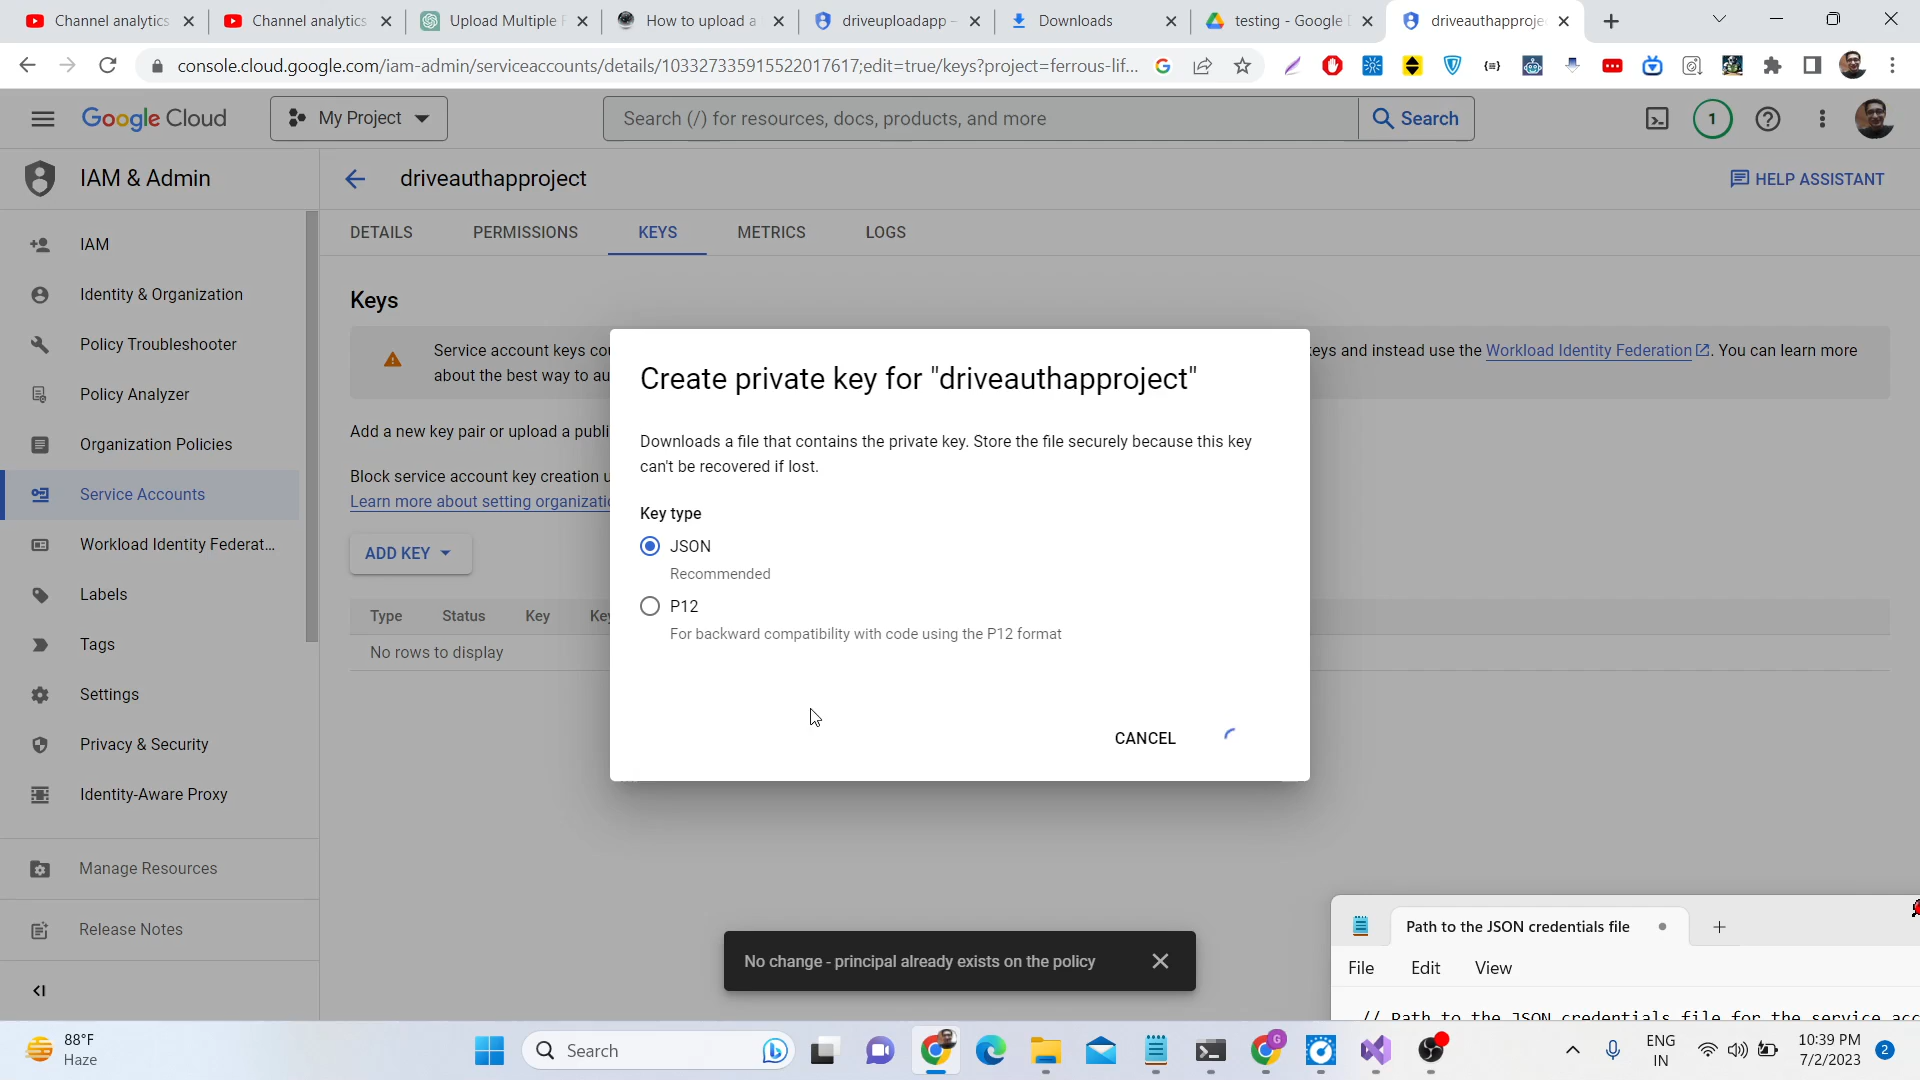 Channel analytics
Channel analytics
Upload Multiple F
How to upload a
driveuploadapp -
Downloads
testing - Google D
driveauthapproje
console.cloud.google.com/iam-admin/serviceaccounts/details/103327335915522017617;edit=true/keys?project=ferrous-lif...
Google Cloud
My Project
Search (/) for resources, docs, products, and more
Search
1
IAM & Admin
driveauthapproject
HELP ASSISTANT
DETAILS
PERMISSIONS
KEYS
METRICS
LOGS
IAM
Identity & Organization
Policy Troubleshooter
Policy Analyzer
Organization Policies
Service Accounts
Workload Identity Federat...
Labels
Tags
Settings
Privacy & Security
Identity-Aware Proxy
Manage Resources
Release Notes
Keys
Service account keys cou
eys and instead use the Workload Identity Federation. You can learn more
about the best way to au
Add a new key pair or upload a publi
Block service account key creation u
Learn more about setting organizatio
ADD KEY
Type Status Key Key
No rows to display
Create private key for "driveauthapproject"
Downloads a file that contains the private key. Store the file securely because this key
can't be recovered if lost.
Key type
JSON
Recommended
P12
For backward compatibility with code using the P12 format
CANCEL
No change - principal already exists on the policy
Path to the JSON credentials file
File Edit View
// Path to the JSON credentials file for the service acc
88°F
Haze
Search
ENG
IN
10:39 PM
7/2/2023
2